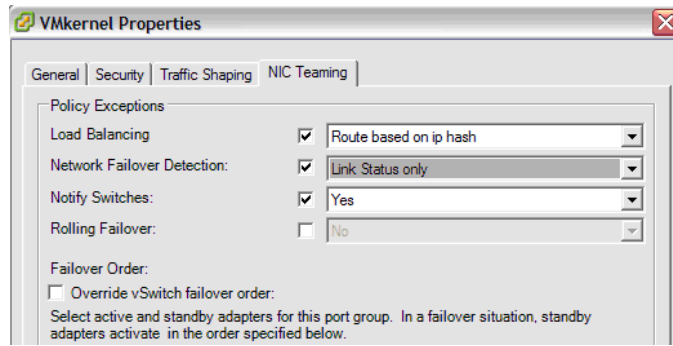 VMkernel Properties
General Security Traffic Shaping NIC Teaming
Policy Exceptions
Load Balancing Route based on ip hash
Network Failover Detection: Link Status only
Notify Switches: Yes
Rolling Failover: No
Failover Order:
Override vSwitch failover order:
Select active and standby adapters for this port group. In a failover situation, standby
adapters activate in the order specified below.